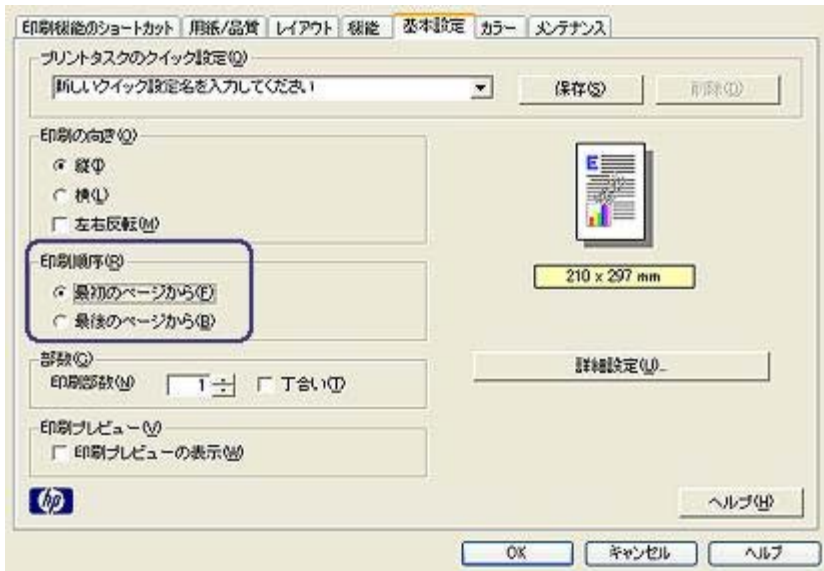 印刷機能のショートカット 用紙/品質 レイアウト 機能 基本設定 カラー メンテナンス
プリントタスクのクイック設定(Q)
新しいクイック設定名を入力してください 保存(S) 削除(D)
印刷の向き(O)
縦(I)
横(L)
左右反転(M)
E
210 x 297 mm
印刷順序(R)
最初のページから(F)
最後のページから(B)
部数(C)
印刷部数(N) 1 丁合い(T)
詳細設定(U)...
印刷プレビュー(V)
印刷プレビューの表示(W)
hp
ヘルプ(H)
OK キャンセル ヘルプ